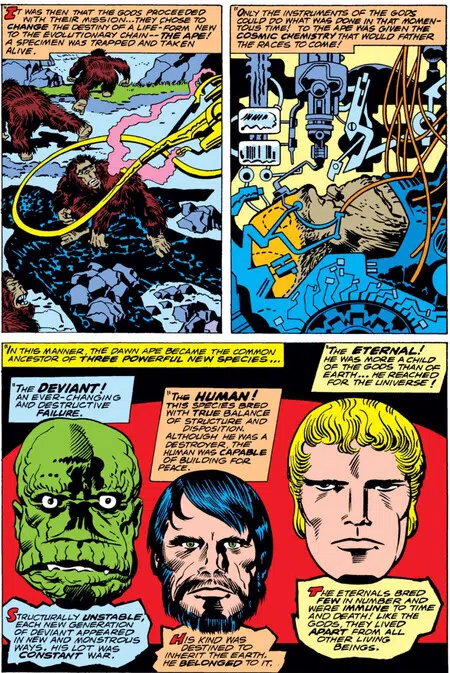 "IT WAS THEN THAT THE GODS PROCEEDED
WITH THEIR MISSION...THEY CHOSE TO
CHANGE THE DESTINY OF A LIFE-FORM NEW
TO THE EVOLUTIONARY CHAIN--THE APE!
A SPECIMEN WAS TRAPPED AND TAKEN
ALIVE.
"ONLY THE INSTRUMENTS OF THE GODS
COULD DO WHAT WAS DONE IN THAT MOMEN-
TOUS TIME! TO THE APE WAS GIVEN THE
COSMIC CHEMISTRY THAT WOULD FATHER
THE RACES TO COME!
"IN THIS MANNER, THE DAWN APE BECAME THE COMMON
ANCESTOR OF THREE POWERFUL NEW SPECIES...
"THE DEVIANT!
AN EVER-CHANGING
AND DESTRUCTIVE
FAILURE.
"THE HUMAN!
THIS SPECIES BRED
WITH TRUE BALANCE
OF STRUCTURE AND
DISPOSITION.
ALTHOUGH HE WAS A
DESTROYER, THE
HUMAN WAS CAPABLE
OF BUILDING FOR
PEACE.
"THE ETERNAL!
HE WAS MORE A CHILD
OF THE GODS THAN OF
EARTH... HE REACHED
FOR THE UNIVERSE!
STRUCTURALLY UNSTABLE,
EACH NEW GENERATION
OF DEVIANT APPEARED
IN NEW AND MONSTROUS
WAYS. HIS LOT WAS
CONSTANT WAR.
HIS KIND WAS
DESTINED TO
INHERIT THE EARTH.
HE BELONGED TO IT.
THE ETERNALS BRED
FEW IN NUMBER AND
WERE IMMUNE TO TIME
AND DEATH! LIKE THE
GODS, THEY LIVED
APART FROM ALL
OTHER LIVING
BEINGS.